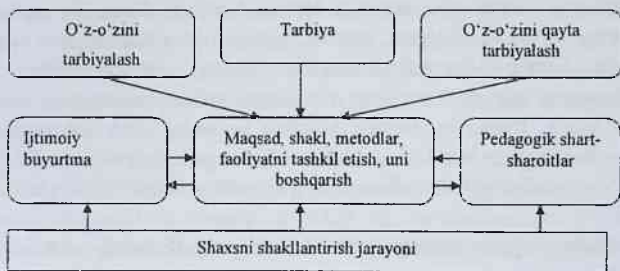 O‘z-o‘zini
tarbiyalash
Tarbiya
O‘z-o‘zini qayta
tarbiyalash
Ijtimoiy
buyurtma
Maqsad, shakl, metodlar,
faoliyatni tashkil etish, uni
boshqarish
Pedagogik shart-
sharoitlar
Shaxsni shakllantirish jarayoni